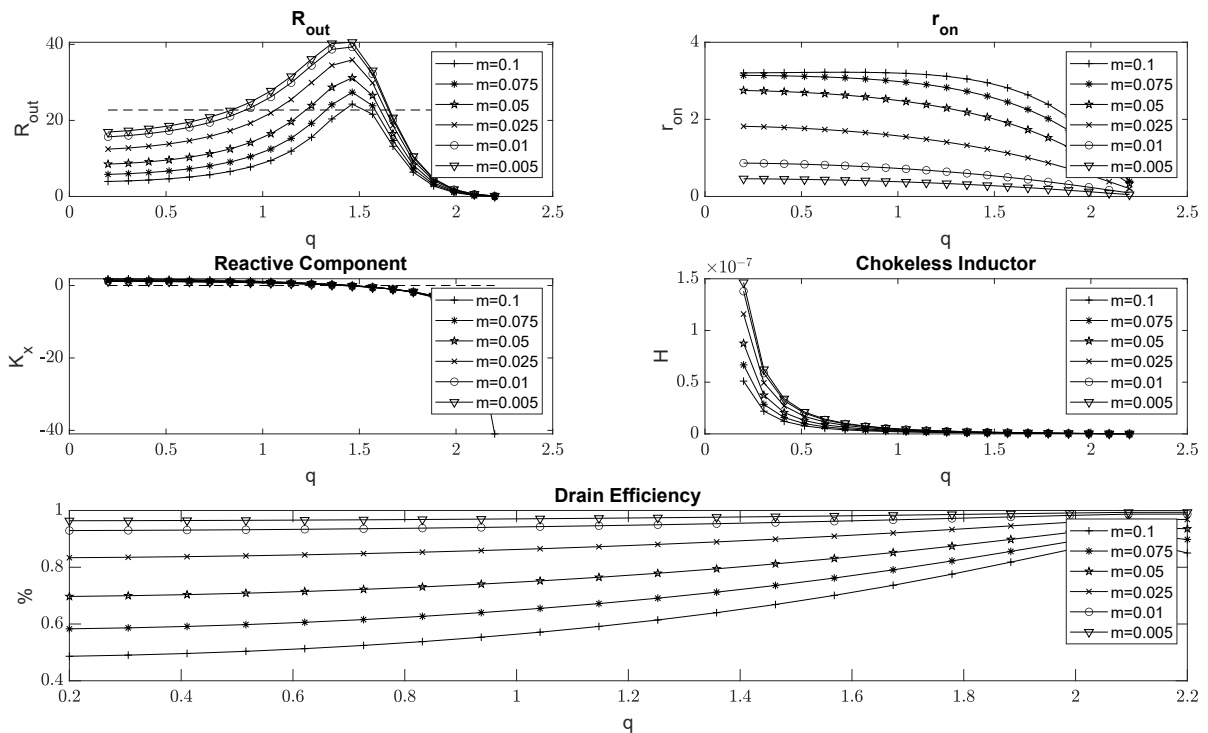 R_out
40
20
0
R_out
0 0.5 1 1.5 2 2.5
q
m=0.1
m=0.075
m=0.05
m=0.025
m=0.01
m=0.005
r_on
4
2
0
r_on
0 0.5 1 1.5 2 2.5
q
m=0.1
m=0.075
m=0.05
m=0.025
m=0.01
m=0.005
Reactive Component
0
-20
-40
K_x
0 0.5 1 1.5 2 2.5
q
m=0.1
m=0.075
m=0.05
m=0.025
m=0.01
m=0.005
Chokeless Inductor
×10⁻⁷
1.5
1
0.5
0
H
0 0.5 1 1.5 2 2.5
q
m=0.1
m=0.075
m=0.05
m=0.025
m=0.01
m=0.005
Drain Efficiency
1
0.8
0.6
0.4
%
0.2 0.4 0.6 0.8 1 1.2 1.4 1.6 1.8 2 2.2
q
m=0.1
m=0.075
m=0.05
m=0.025
m=0.01
m=0.005